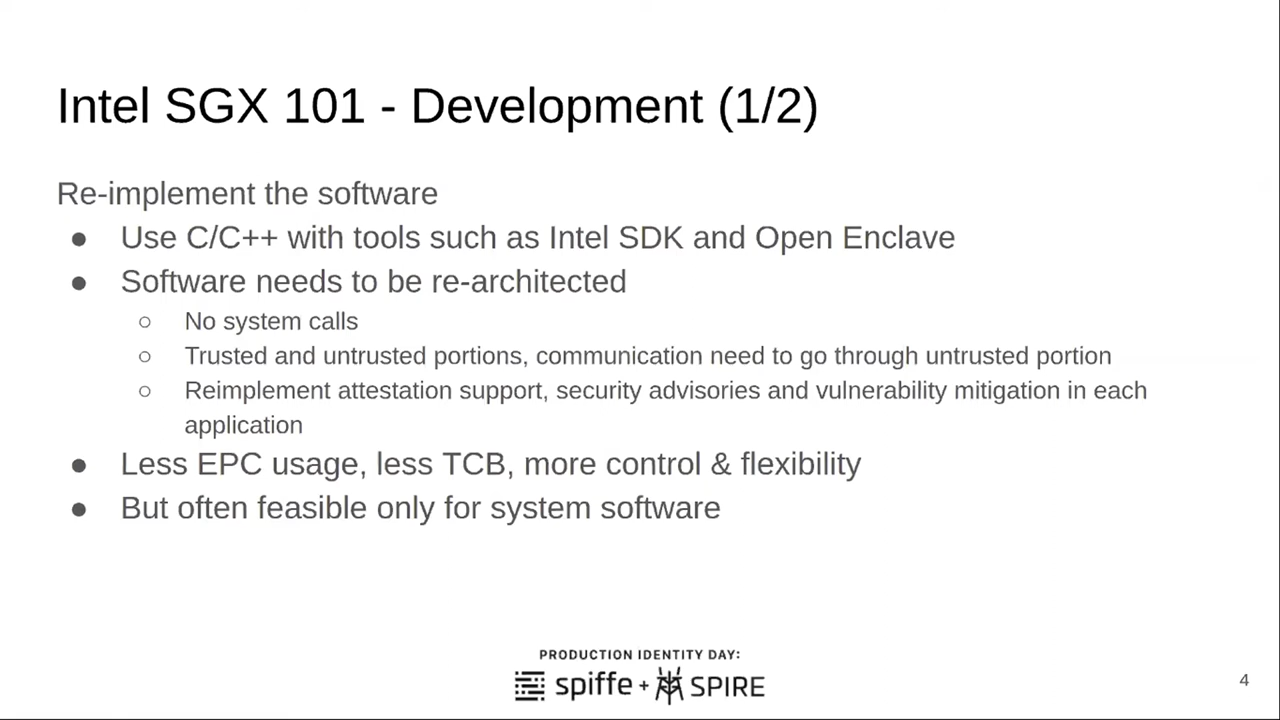 Intel SGX 101 - Development (1/2)
Re-implement the software
● Use C/C++ with tools such as Intel SDK and Open Enclave
● Software needs to be re-architected
○ No system calls
○ Trusted and untrusted portions, communication need to go through untrusted portion
○ Reimplement attestation support, security advisories and vulnerability mitigation in each
application
● Less EPC usage, less TCB, more control & flexibility
● But often feasible only for system software
PRODUCTION IDENTITY DAY:
spiffe + SPIRE
4